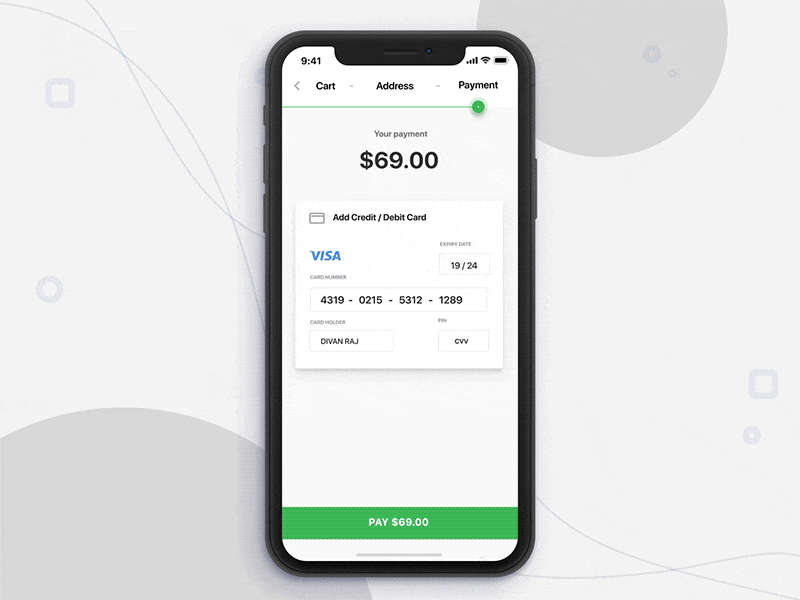 9:41
Cart - Address - Payment
Your payment
$69.00
Add Credit / Debit Card
VISA
EXPIRY DATE
19 / 24
CARD NUMBER
4319 - 0215 - 5312 - 1289
CARD HOLDER
PIN
DIVAN RAJ
CVV
PAY $69.00